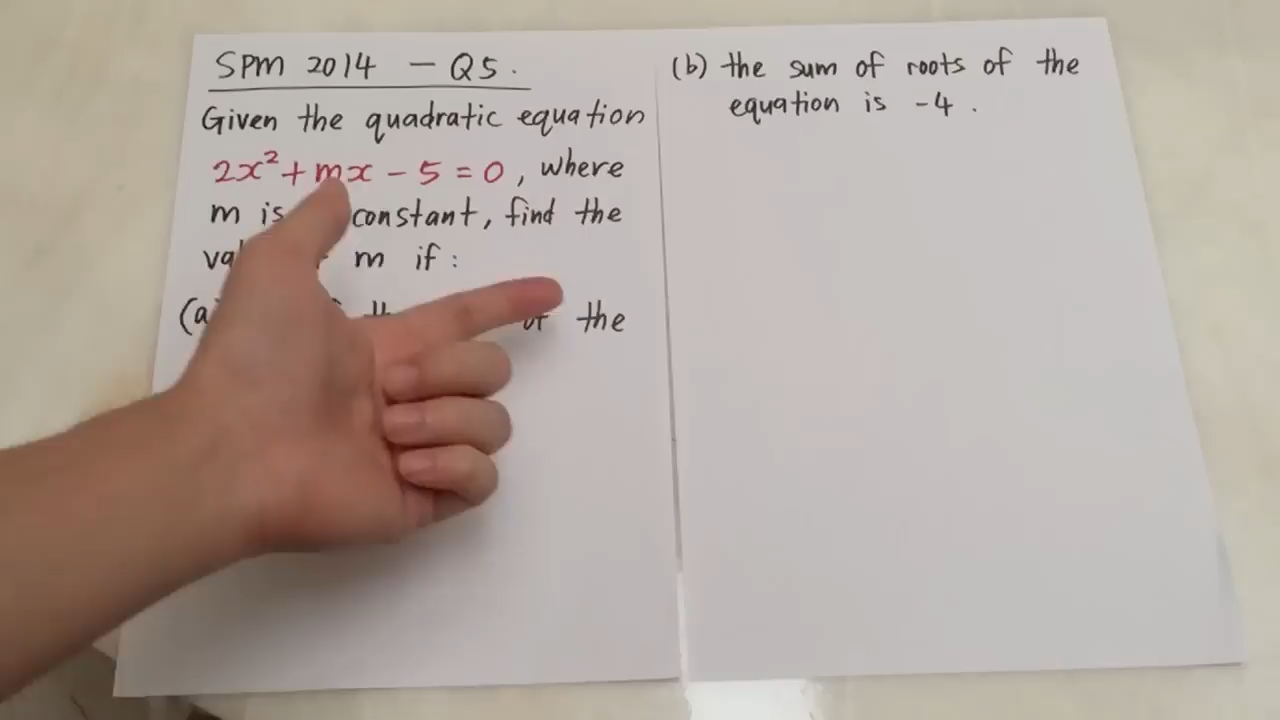 SPM 2014 - Q5.
Given the quadratic equation
2x² + mx - 5 = 0, where
m is constant, find the
m if :
(a) of the
(b) the sum of roots of the
equation is -4.